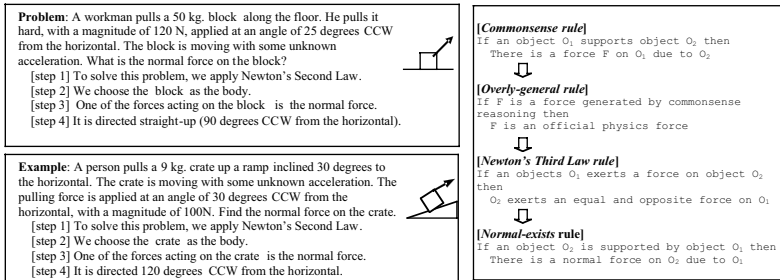 Problem: A workman pulls a 50 kg. block along the floor. He pulls it
hard, with a magnitude of 120 N, applied at an angle of 25 degrees CCW
from the horizontal. The block is moving with some unknown
acceleration. What is the normal force on the block?
[step 1] To solve this problem, we apply Newton's Second Law.
[step 2] We choose the block as the body.
[step 3] One of the forces acting on the block is the normal force.
[step 4] It is directed straight-up (90 degrees CCW from the horizontal).
Example: A person pulls a 9 kg. crate up a ramp inclined 30 degrees to
the horizontal. The crate is moving with some unknown acceleration. The
pulling force is applied at an angle of 30 degrees CCW from the
horizontal, with a magnitude of 100N. Find the normal force on the crate.
[step 1] To solve this problem, we apply Newton's Second Law.
[step 2] We choose the crate as the body.
[step 3] One of the forces acting on the crate is the normal force.
[step 4] It is directed 120 degrees CCW from the horizontal.
[Commonsense rule]
If an object O₁ supports object O₂ then
There is a force F on O₁ due to O₂
[Overly-general rule]
If F is a force generated by commonsense
reasoning then
F is an official physics force
[Newton's Third Law rule]
If an objects O₁ exerts a force on object O₂
then
O₂ exerts an equal and opposite force on O₁
[Normal-exists rule]
If an object O₂ is supported by object O₁ then
There is a normal force on O₂ due to O₁